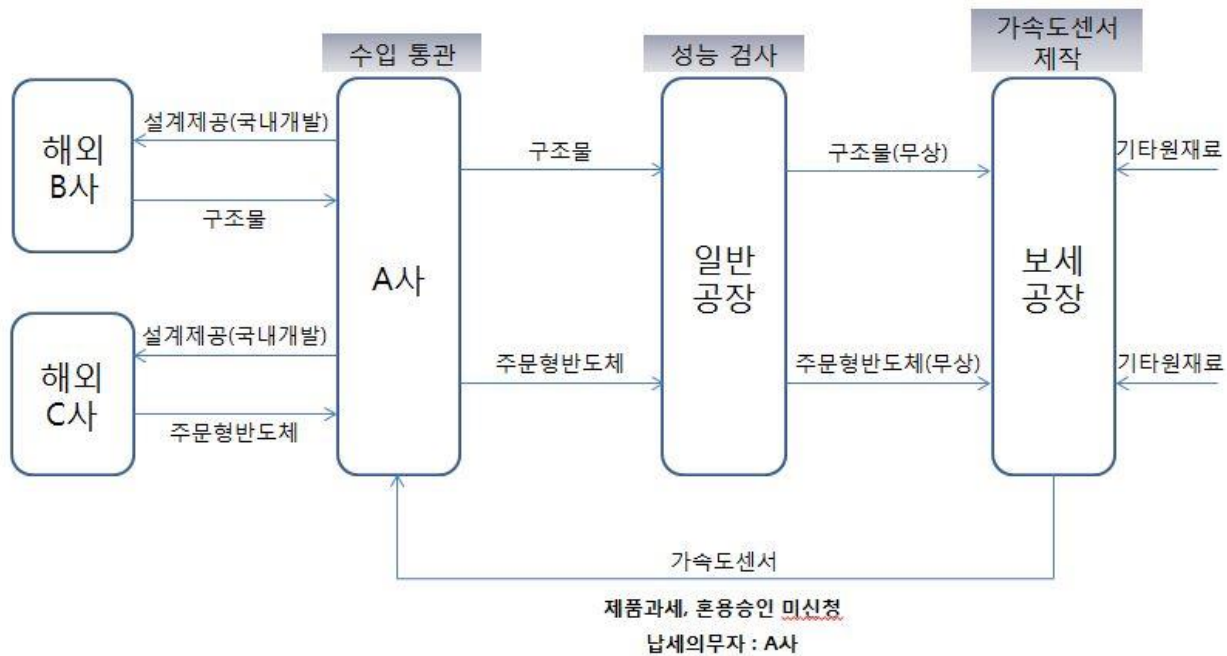 수입 통관
성능 검사
가속도센서
제작
해외
B사
설계제공(국내개발)
구조물
A사
구조물
일반
공장
구조물(무상)
보세
공장
기타원재료
해외
C사
설계제공(국내개발)
주문형반도체
주문형반도체
주문형반도체(무상)
기타원재료
가속도센서
제품과세, 혼용승인 미신청
납세의무자 : A사